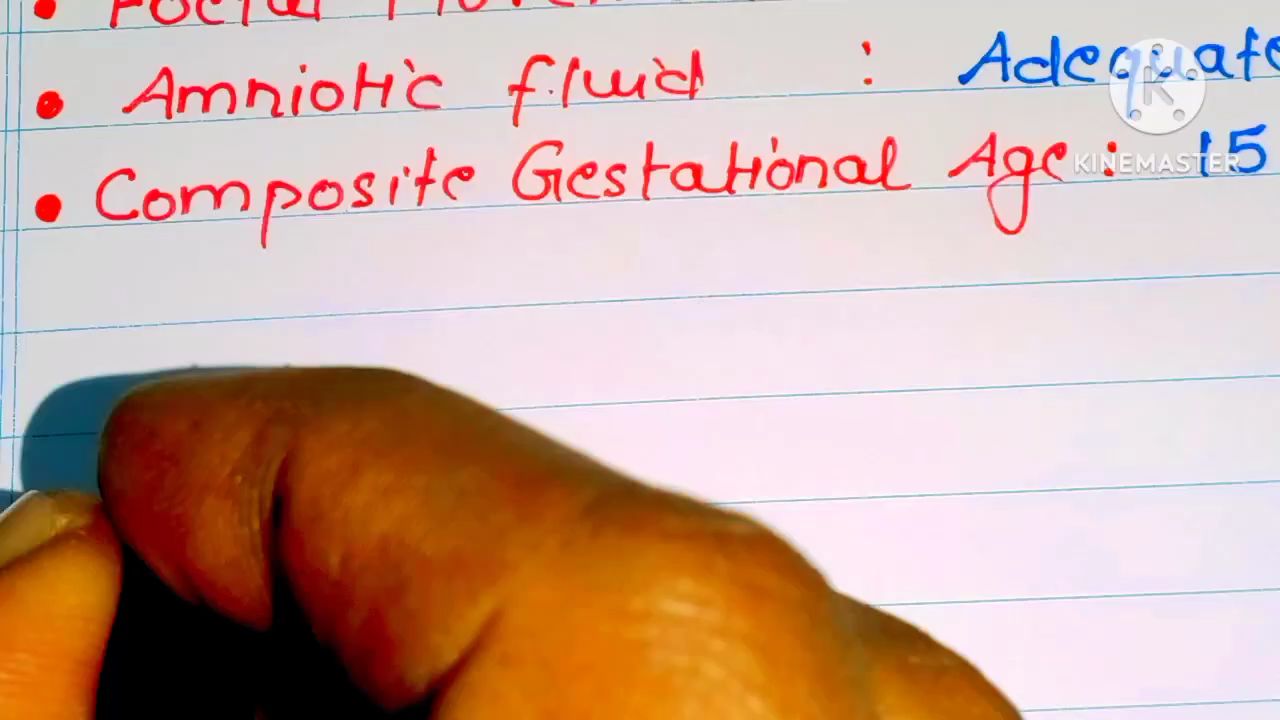 • Amniotic fluid : Adequate
• Composite Gestational Age : 15
KINEMASTER